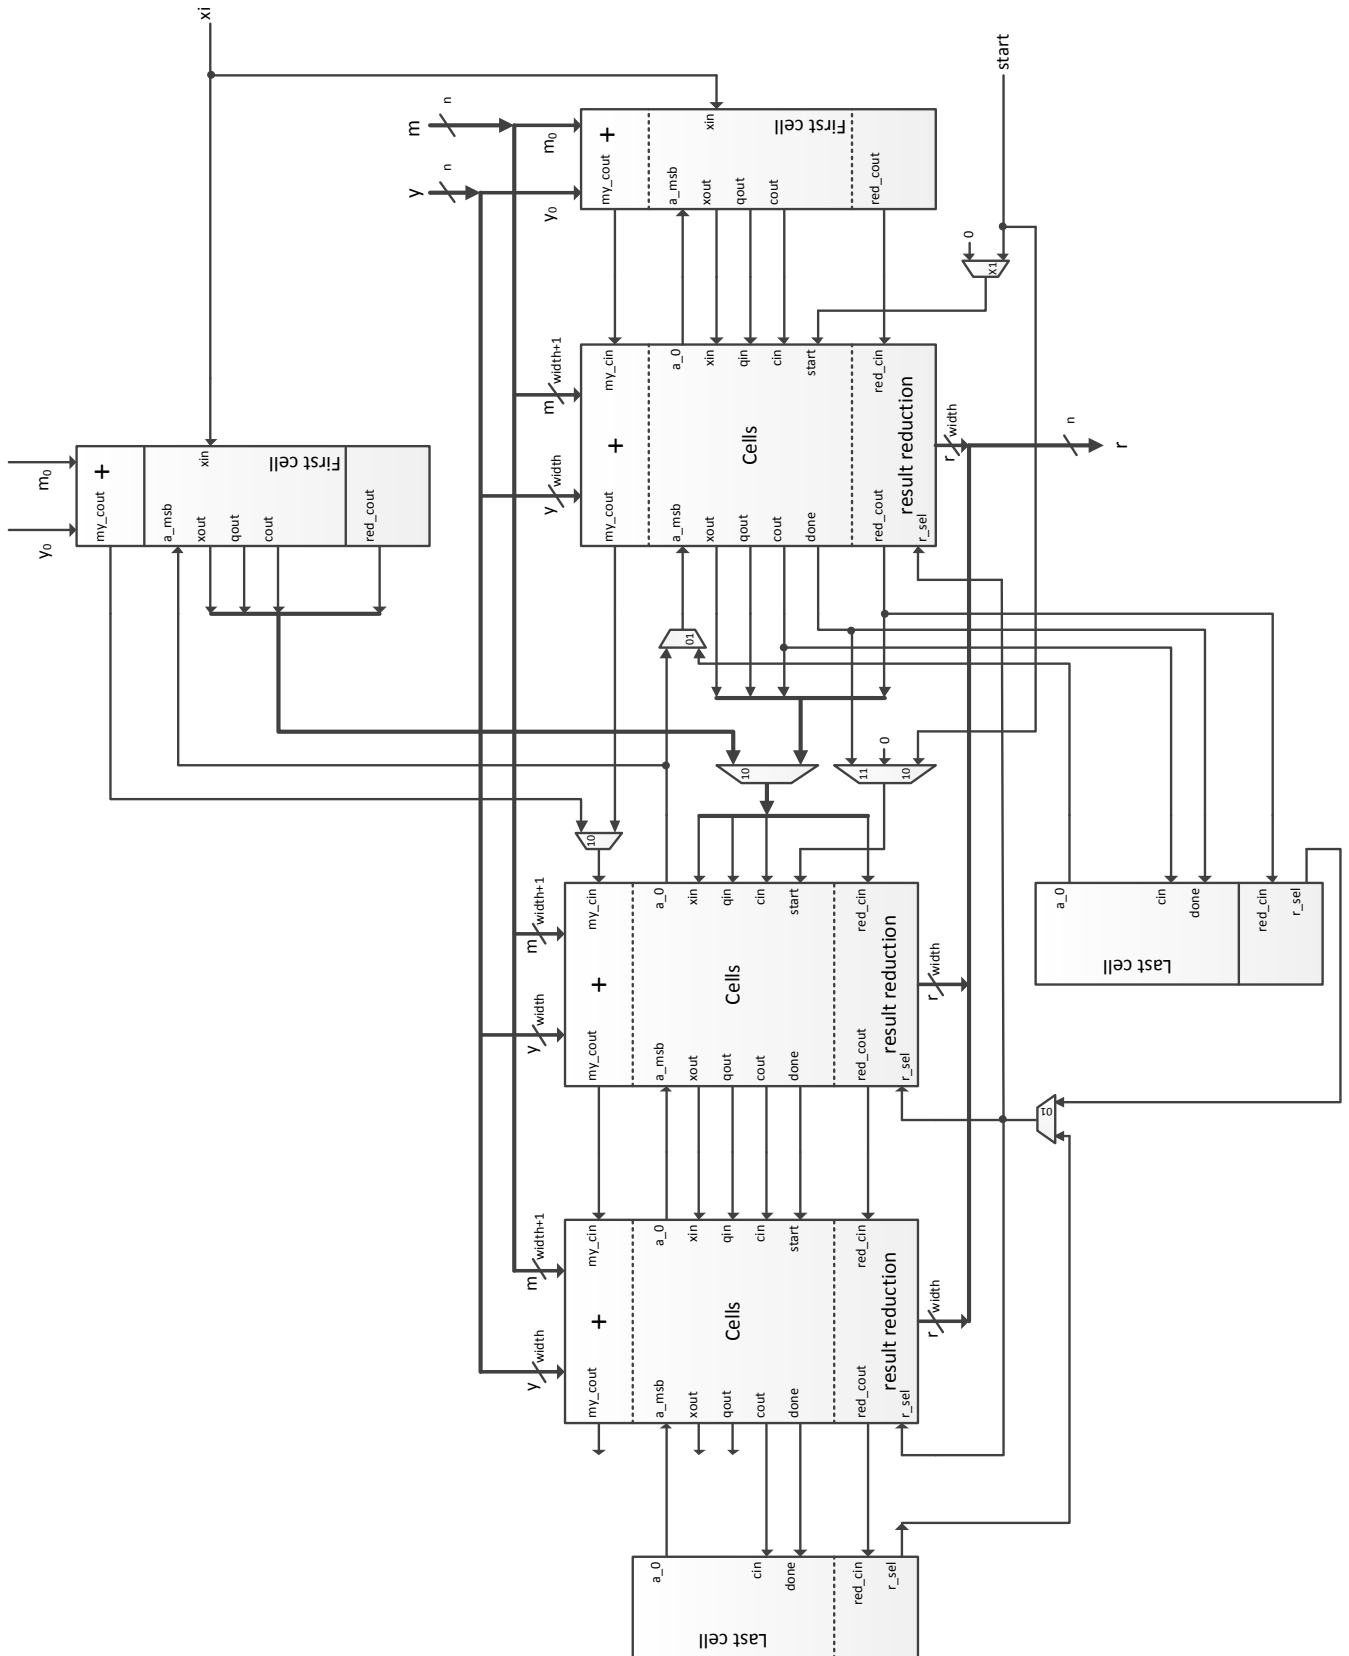 xi
start
m
n
y
n
m0
y0
my_cout
+
a_msb
xin
xout
qout
cout
First cell
red_cout
0
X1
my_cin
a_0
xin
qin
cin
start
red_cin
m
width+1
y
width
+
Cells
result reduction
my_cout
a_msb
xout
qout
cout
done
red_cout
r_sel
r
width
n
r
m0
y0
my_cout
+
a_msb
xin
xout
qout
cout
First cell
red_cout
01
10
11
0
10
10
my_cin
a_0
xin
qin
cin
start
red_cin
m
width+1
y
width
+
Cells
result reduction
my_cout
a_msb
xout
qout
cout
done
red_cout
r_sel
r
width
a_0
cin
done
red_cin
r_sel
Last cell
01
my_cin
a_0
xin
qin
cin
start
red_cin
m
width+1
y
width
+
Cells
result reduction
my_cout
a_msb
xout
qout
cout
done
red_cout
r_sel
r
width
a_0
cin
done
red_cin
r_sel
Last cell